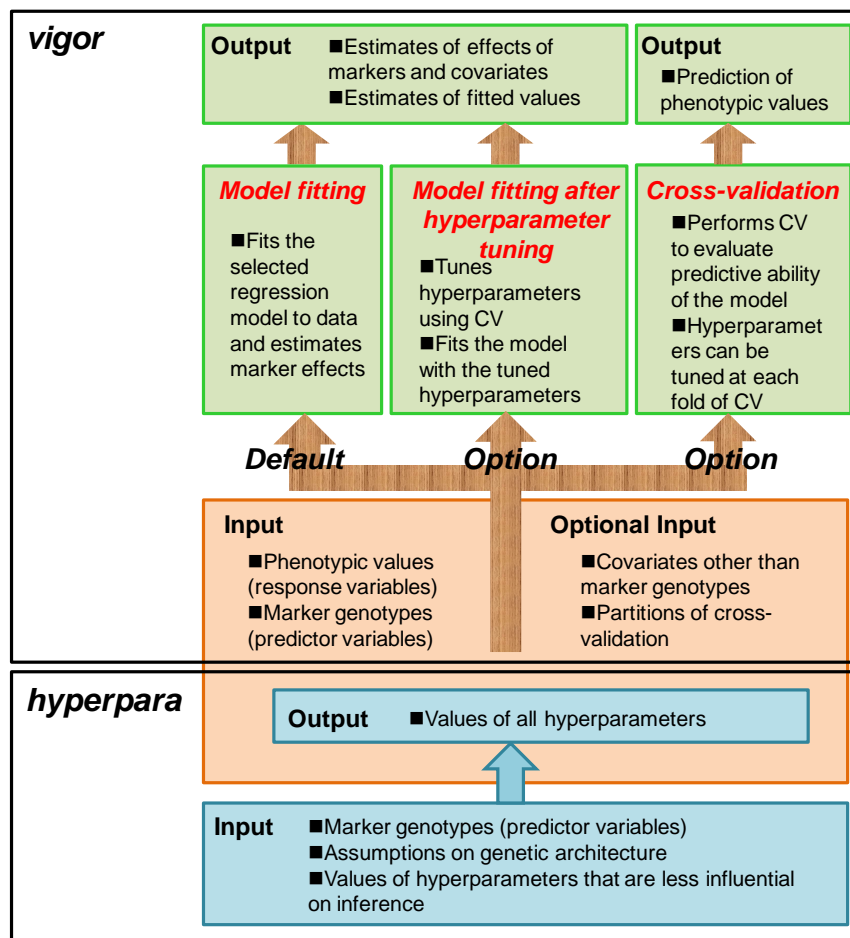 vigor
Output
■Estimates of effects of
markers and covariates
■Estimates of fitted values
Output
■Prediction of
phenotypic values
Model fitting
■Fits the
selected
regression
model to data
and estimates
marker effects
Model fitting after
hyperparameter
tuning
■Tunes
hyperparameters
using CV
■Fits the model
with the tuned
hyperparameters
Cross-validation
■Performs CV
to evaluate
predictive ability
of the model
■Hyperparamet
ers can be
tuned at each
fold of CV
Default
Option
Option
Input
■Phenotypic values
(response variables)
■Marker genotypes
(predictor variables)
Optional Input
■Covariates other than
marker genotypes
■Partitions of cross-
validation
hyperpara
Output ■Values of all hyperparameters
Input ■Marker genotypes (predictor variables)
■Assumptions on genetic architecture
■Values of hyperparameters that are less influential
on inference